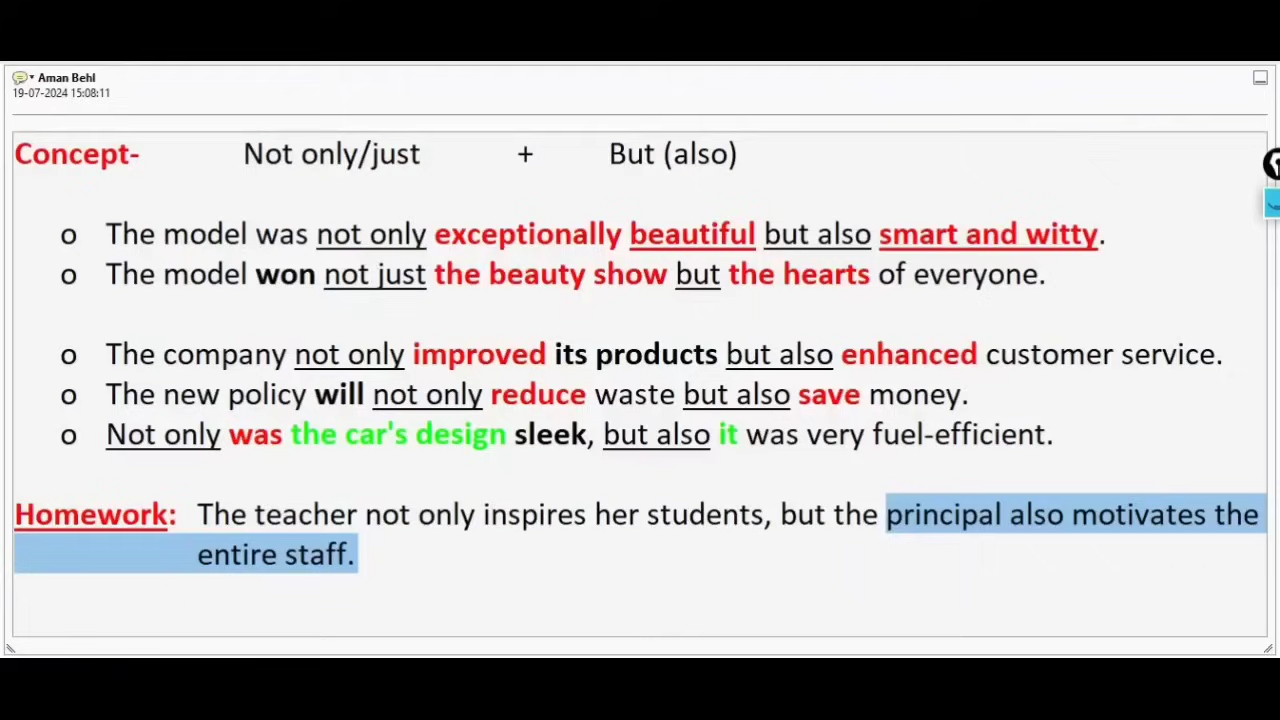 Aman Behl
19-07-2024 15:08:11
Concept- Not only/just + But (also)
o The model was not only exceptionally beautiful but also smart and witty.
o The model won not just the beauty show but the hearts of everyone.
o The company not only improved its products but also enhanced customer service.
o The new policy will not only reduce waste but also save money.
o Not only was the car's design sleek, but also it was very fuel-efficient.
Homework: The teacher not only inspires her students, but the principal also motivates the
entire staff.